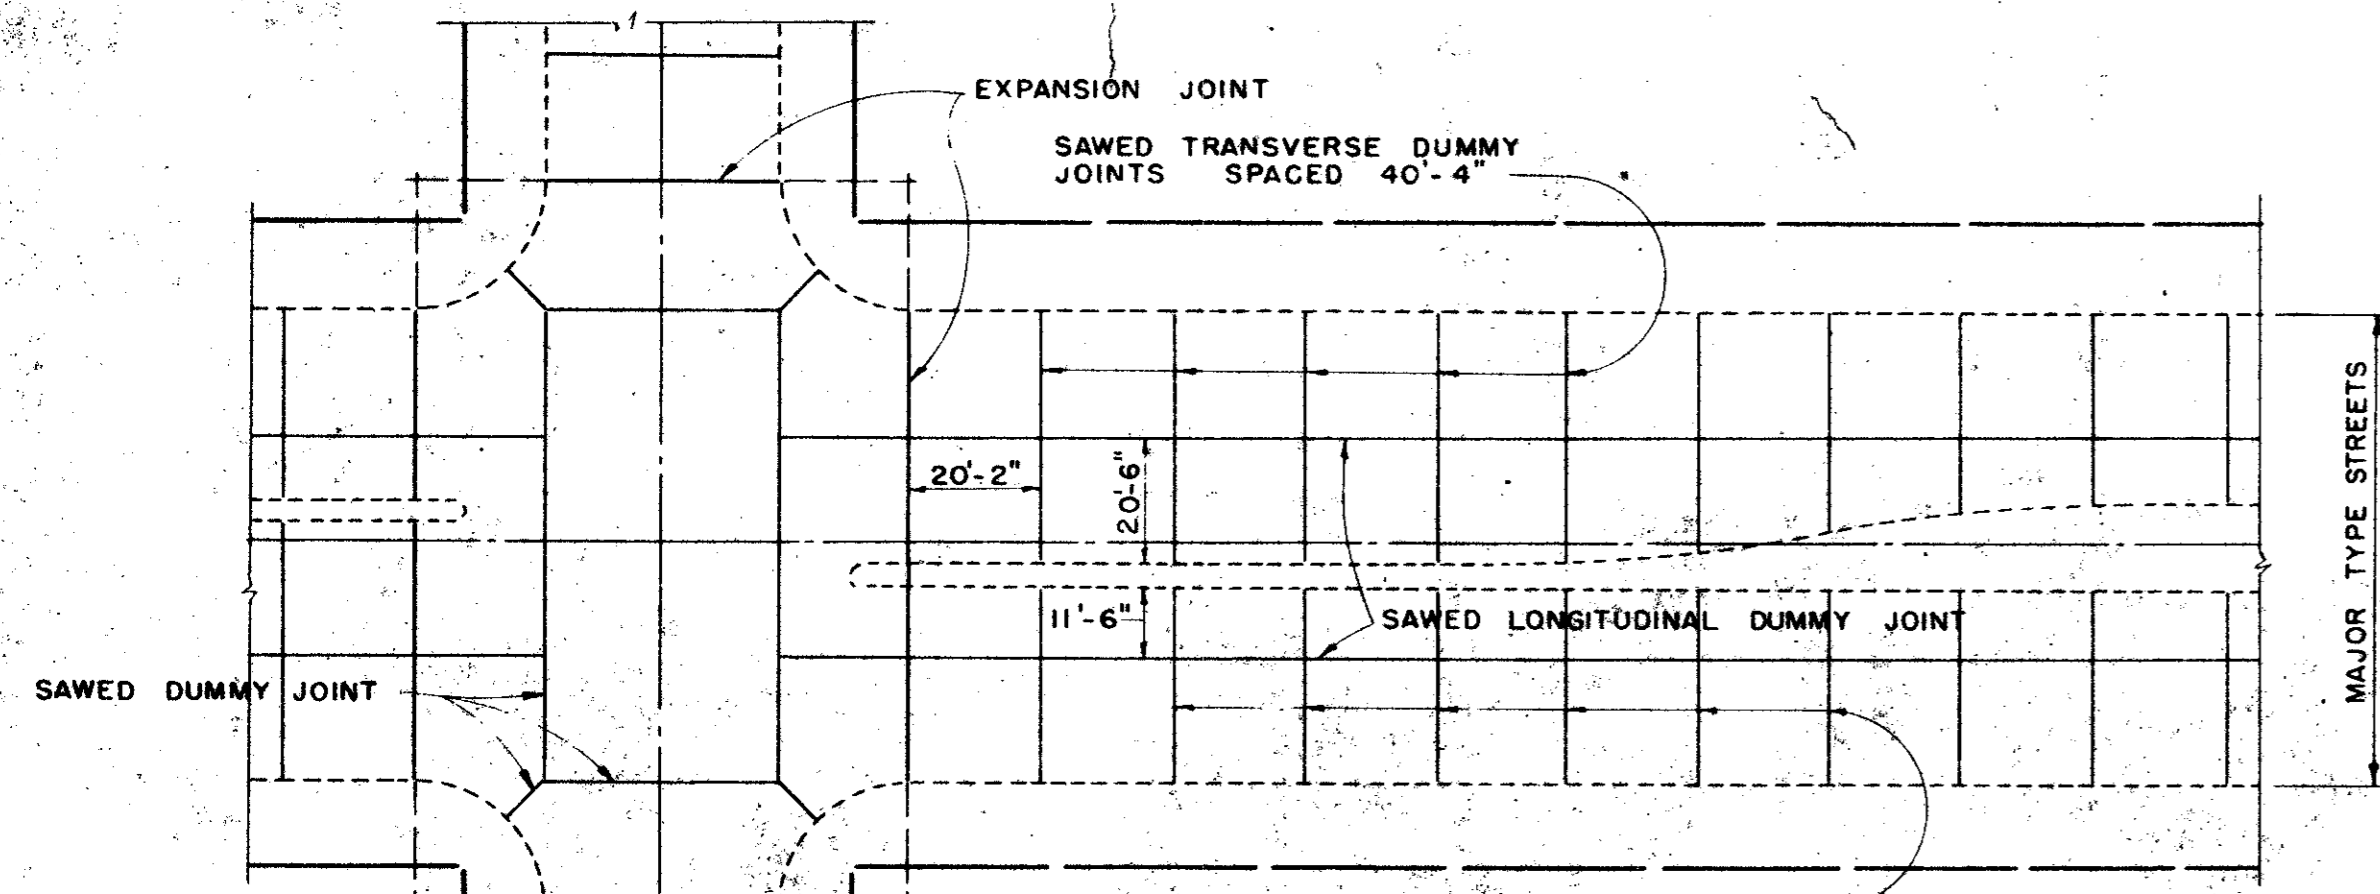 EXPANSION JOINT
SAWED TRANSVERSE DUMMY
JOINTS SPACED 40'-4"
20'-2"
20'-6"
11'-6"
SAWED LONGITUDINAL DUMMY JOINT
SAWED DUMMY JOINT
MAJOR TYPE STREETS